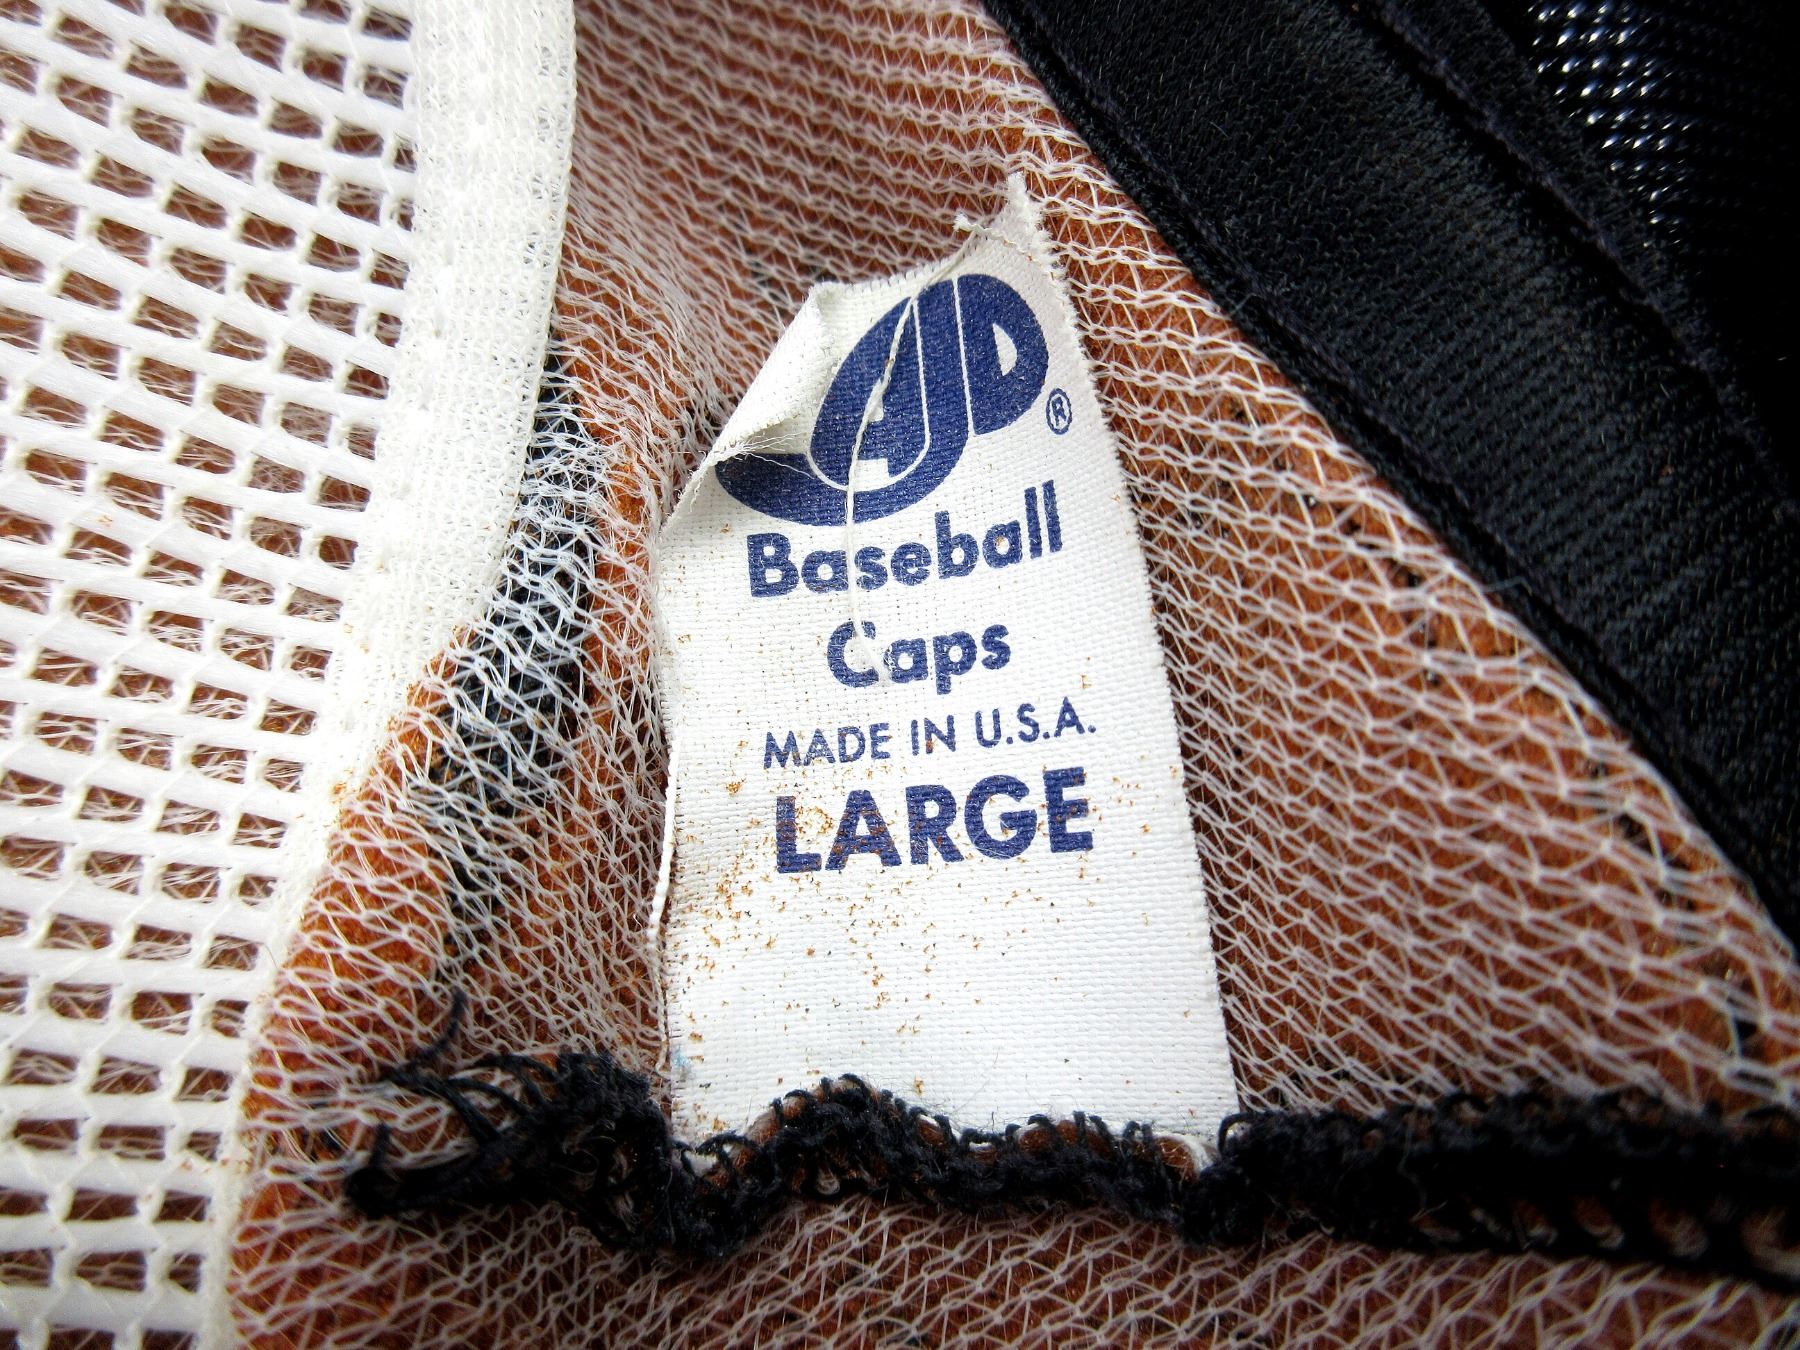 AJD
®
Baseball
Caps
MADE IN U.S.A.
LARGE